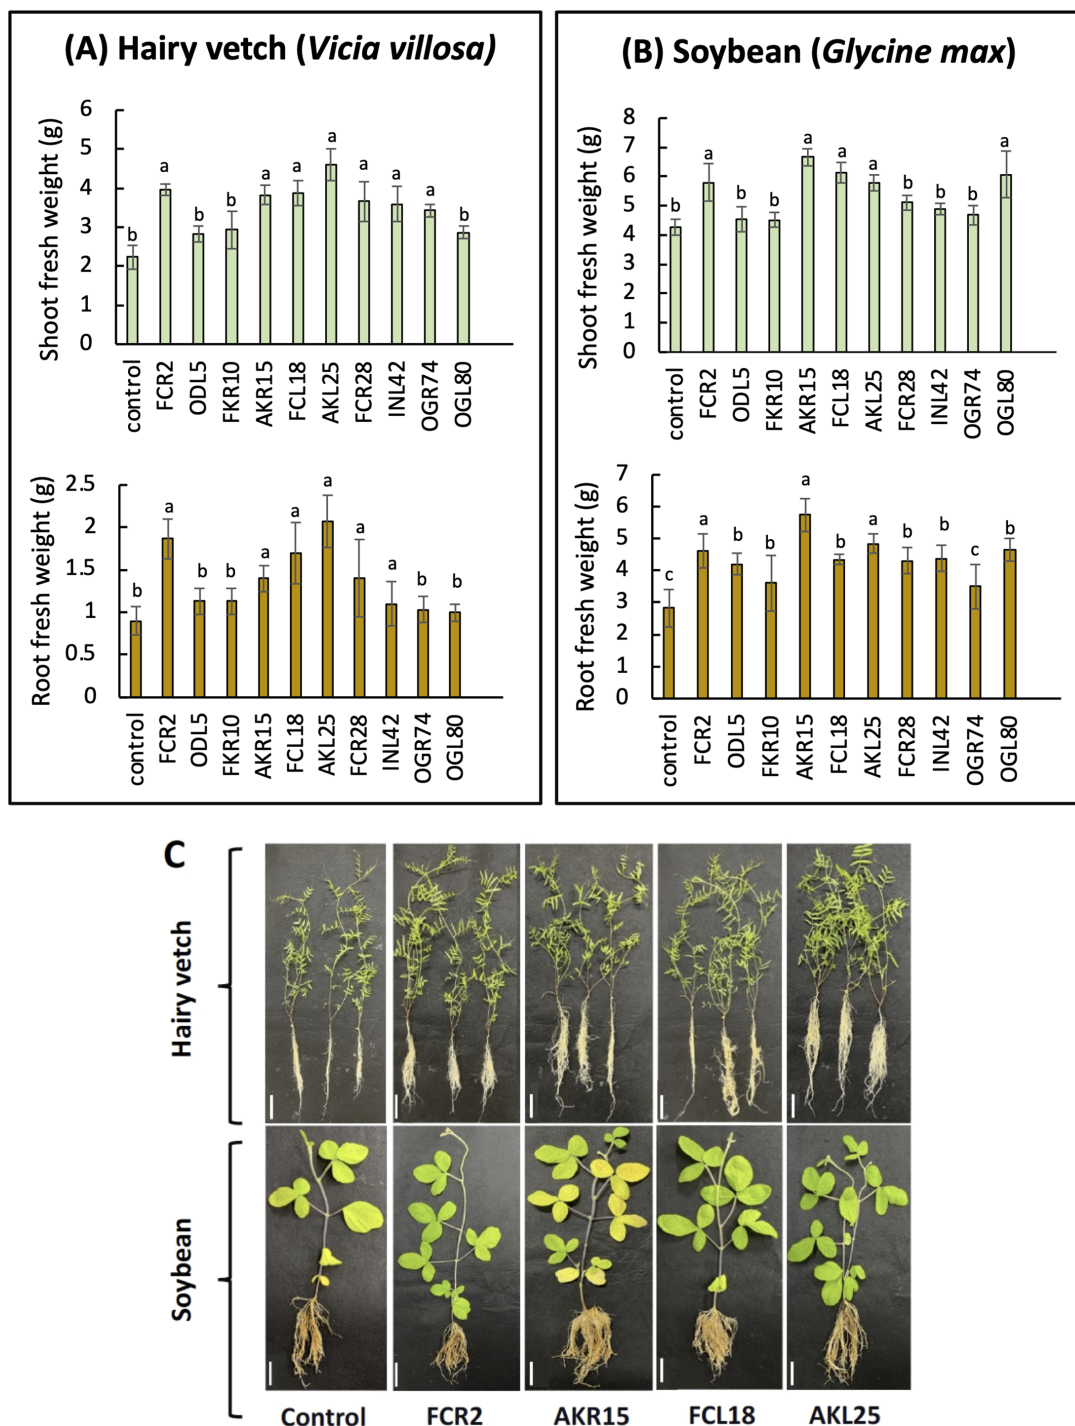 (A) Hairy vetch (Vicia villosa)
Shoot fresh weight (g)
6
5
4
3
2
1
0
b
a
b
b
a
a
a
a
a
a
b
control
FCR2
ODL5
FKR10
AKR15
FCL18
AKL25
FCR28
INL42
OGR74
OGL80
Root fresh weight (g)
2.5
2
1.5
1
0.5
0
b
a
b
b
a
a
a
a
a
b
b
control
FCR2
ODL5
FKR10
AKR15
FCL18
AKL25
FCR28
INL42
OGR74
OGL80
(B) Soybean (Glycine max)
Shoot fresh weight (g)
8
7
6
5
4
3
2
1
0
b
a
b
b
a
a
a
b
b
b
a
control
FCR2
ODL5
FKR10
AKR15
FCL18
AKL25
FCR28
INL42
OGR74
OGL80
Root fresh weight (g)
7
6
5
4
3
2
1
0
c
a
b
b
a
b
a
b
b
c
b
control
FCR2
ODL5
FKR10
AKR15
FCL18
AKL25
FCR28
INL42
OGR74
OGL80
C
Hairy vetch
Soybean
Control
FCR2
AKR15
FCL18
AKL25